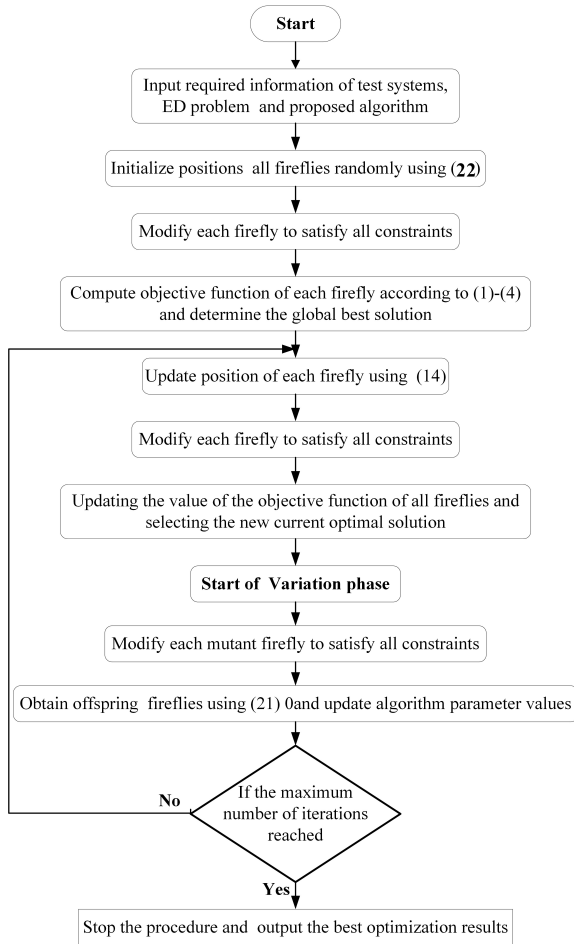 Start
Input required information of test systems,
ED problem and proposed algorithm
Initialize positions all fireflies randomly using (22)
Modify each firefly to satisfy all constraints
Compute objective function of each firefly according to (1)-(4)
and determine the global best solution
Update position of each firefly using (14)
Modify each firefly to satisfy all constraints
Updating the value of the objective function of all fireflies and
selecting the new current optimal solution
Start of Variation phase
Modify each mutant firefly to satisfy all constraints
Obtain offspring fireflies using (21) 0and update algorithm parameter values
If the maximum
number of iterations
reached
No
Yes
Stop the procedure and output the best optimization results